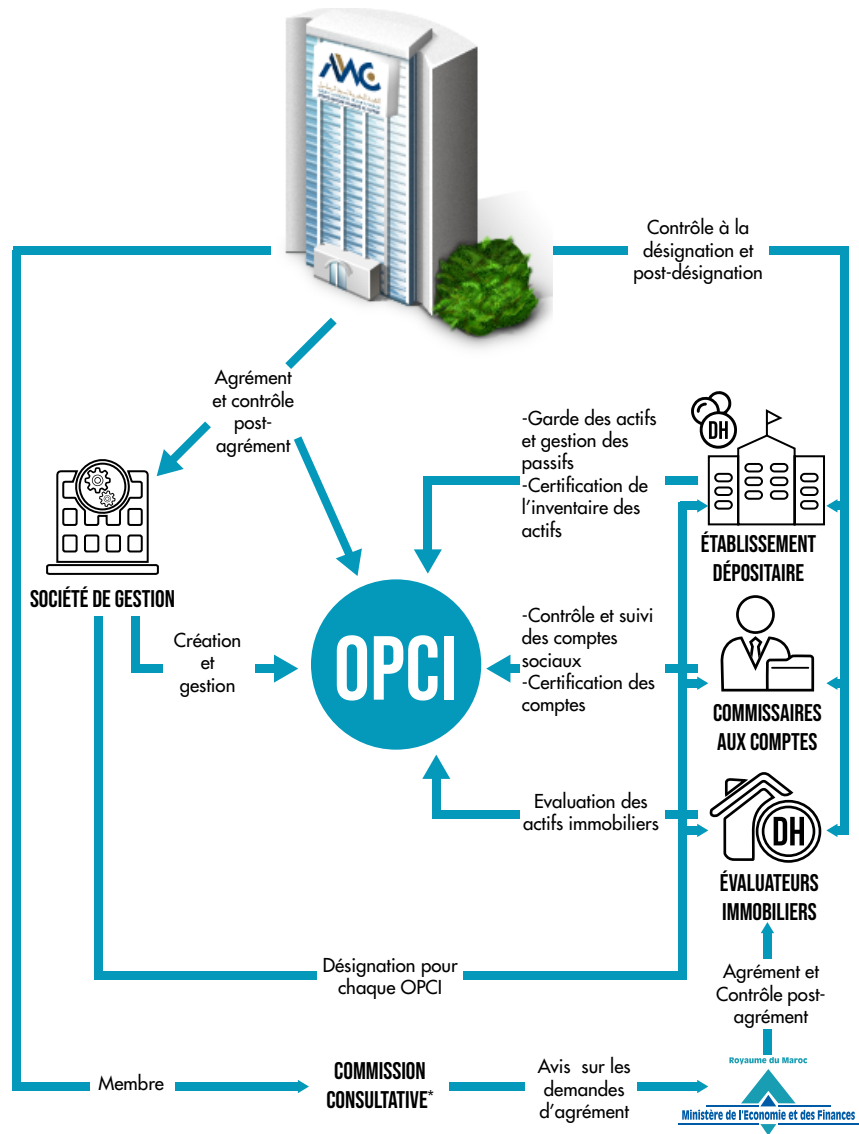 AMMC
Contrôle à la
désignation et
post-désignation
Agrément
et contrôle
post-
agrément
-Garde des actifs
et gestion des
passifs
-Certification de
l'inventaire des
actifs
DH
ÉTABLISSEMENT
DÉPOSITAIRE
SOCIÉTÉ DE GESTION
Création
et
gestion
OPCI
-Contrôle et suivi
des comptes
sociaux
-Certification des
comptes
COMMISSAIRES
AUX COMPTES
Evaluation des
actifs immobiliers
DH
ÉVALUATEURS
IMMOBILIERS
Désignation pour
chaque OPCI
Agrément et
Contrôle post-
agrément
Membre
COMMISSION
CONSULTATIVE*
Avis sur les
demandes
d'agrément
Royaume du Maroc
Ministère de l'Economie et des Finances